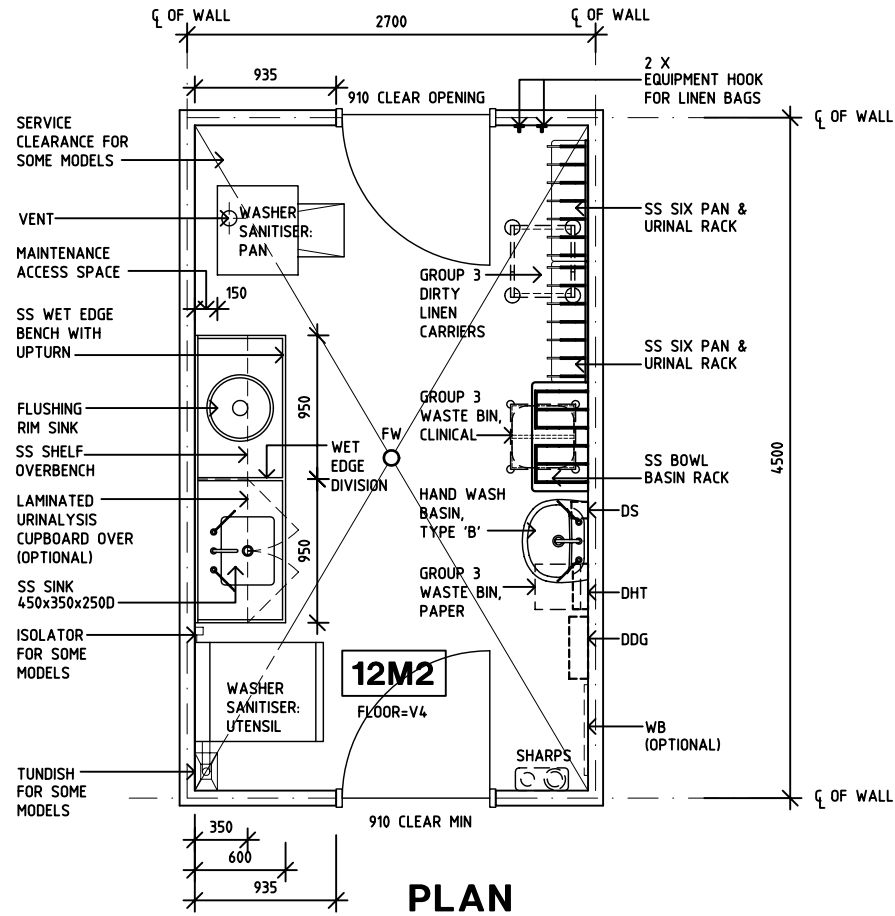 ℄ OF WALL
℄ OF WALL
2700
935
910 CLEAR OPENING
2 X
EQUIPMENT HOOK
FOR LINEN BAGS
℄ OF WALL
SERVICE
CLEARANCE FOR
SOME MODELS
VENT
MAINTENANCE
ACCESS SPACE
150
SS WET EDGE
BENCH WITH
UPTURN
FLUSHING
RIM SINK
SS SHELF
OVERBENCH
LAMINATED
URINALYSIS
CUPBOARD OVER
(OPTIONAL)
SS SINK
450x350x250D
ISOLATOR
FOR SOME
MODELS
TUNDISH
FOR SOME
MODELS
WASHER
SANITISER:
PAN
950
WET
EDGE
DIVISION
950
FW
WASHER
SANITISER:
UTENSIL
12M2
FLOOR=V4
GROUP 3
DIRTY
LINEN
CARRIERS
GROUP 3
WASTE BIN,
CLINICAL
HAND WASH
BASIN,
TYPE 'B'
GROUP 3
WASTE BIN,
PAPER
SHARPS
SS SIX PAN &
URINAL RACK
SS SIX PAN &
URINAL RACK
SS BOWL
BASIN RACK
DS
DHT
DDG
WB
(OPTIONAL)
4500
℄ OF WALL
910 CLEAR MIN
350
600
935
PLAN